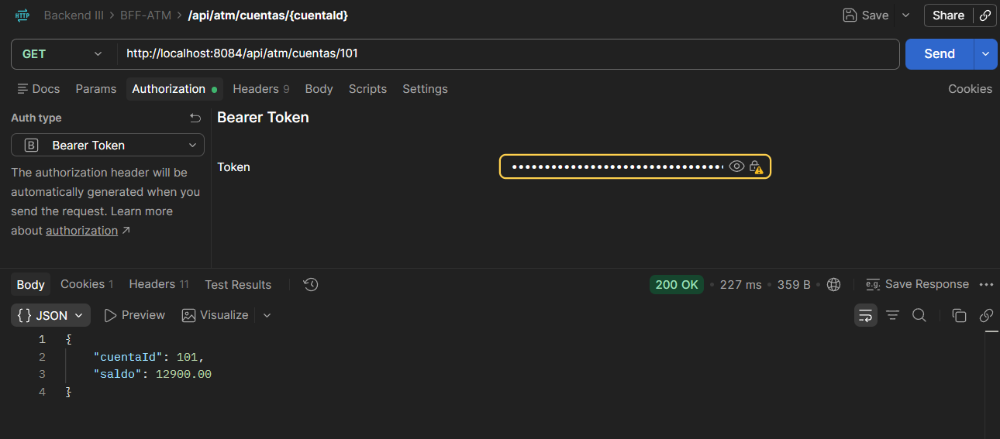 HTTP Backend III > BFF-ATM > /api/atm/cuentas/{cuentaId} Save Share
GET http://localhost:8084/api/atm/cuentas/101 Send
Docs Params Authorization Headers 9 Body Scripts Settings Cookies
Auth type
Bearer Token
B Bearer Token
Token ••••••••••••••••••••••••••••••••
The authorization header will be
automatically generated when you
send the request. Learn more
about authorization ↗
Body Cookies 1 Headers 11 Test Results 200 OK • 227 ms • 359 B • e.g. Save Response •••
{} JSON Preview Visualize
1 {
2 "cuentaId": 101,
3 "saldo": 12900.00
4 }